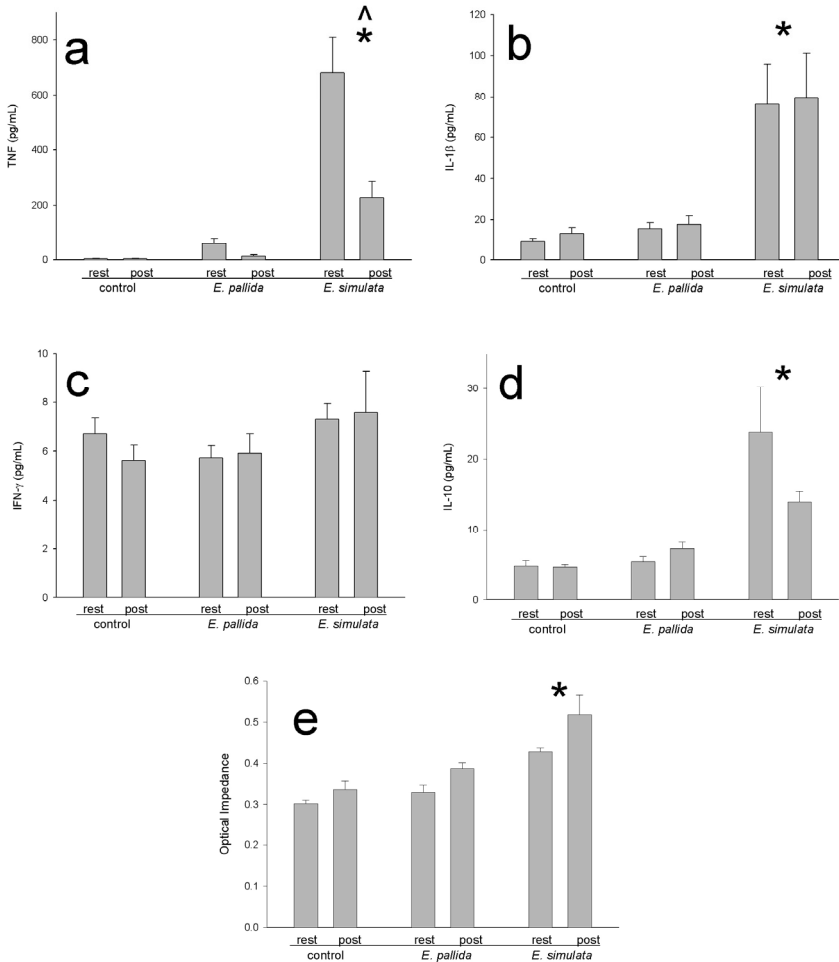 a
^
*
TNF (pg/mL)
800
600
400
200
0
rest post rest post rest post
control E. pallida E. simulata
b
*
IL-1β (pg/mL)
120
100
80
60
40
20
0
rest post rest post rest post
control E. pallida E. simulata
c
IFN-γ (pg/mL)
10
8
6
4
2
0
rest post rest post rest post
control E. pallida E. simulata
d
*
IL-10 (pg/mL)
30
20
10
0
rest post rest post rest post
control E. pallida E. simulata
e
*
Optical Impedance
0.6
0.5
0.4
0.3
0.2
0.1
0.0
rest post rest post rest post
control E. pallida E. simulata